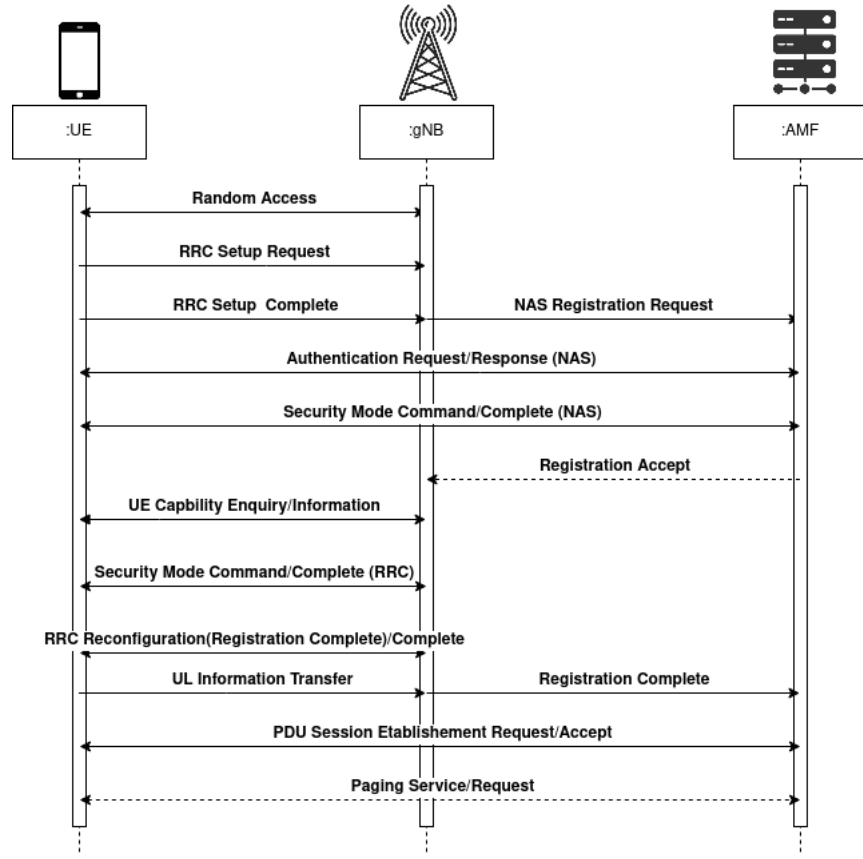 :UE
:gNB
:AMF
Random Access
RRC Setup Request
RRC Setup Complete
NAS Registration Request
Authentication Request/Response (NAS)
Security Mode Command/Complete (NAS)
Registration Accept
UE Capbility Enquiry/Information
Security Mode Command/Complete (RRC)
RRC Reconfiguration(Registration Complete)/Complete
UL Information Transfer
Registration Complete
PDU Session Etablishement Request/Accept
Paging Service/Request